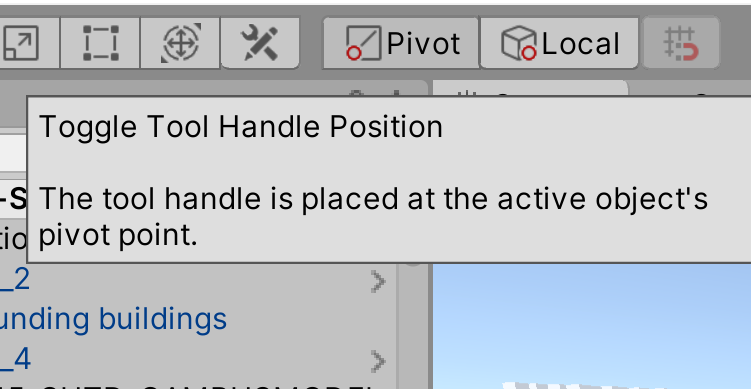 Pivot
Local
Toggle Tool Handle Position
The tool handle is placed at the active object's
pivot point.
_2
unding buildings
_4